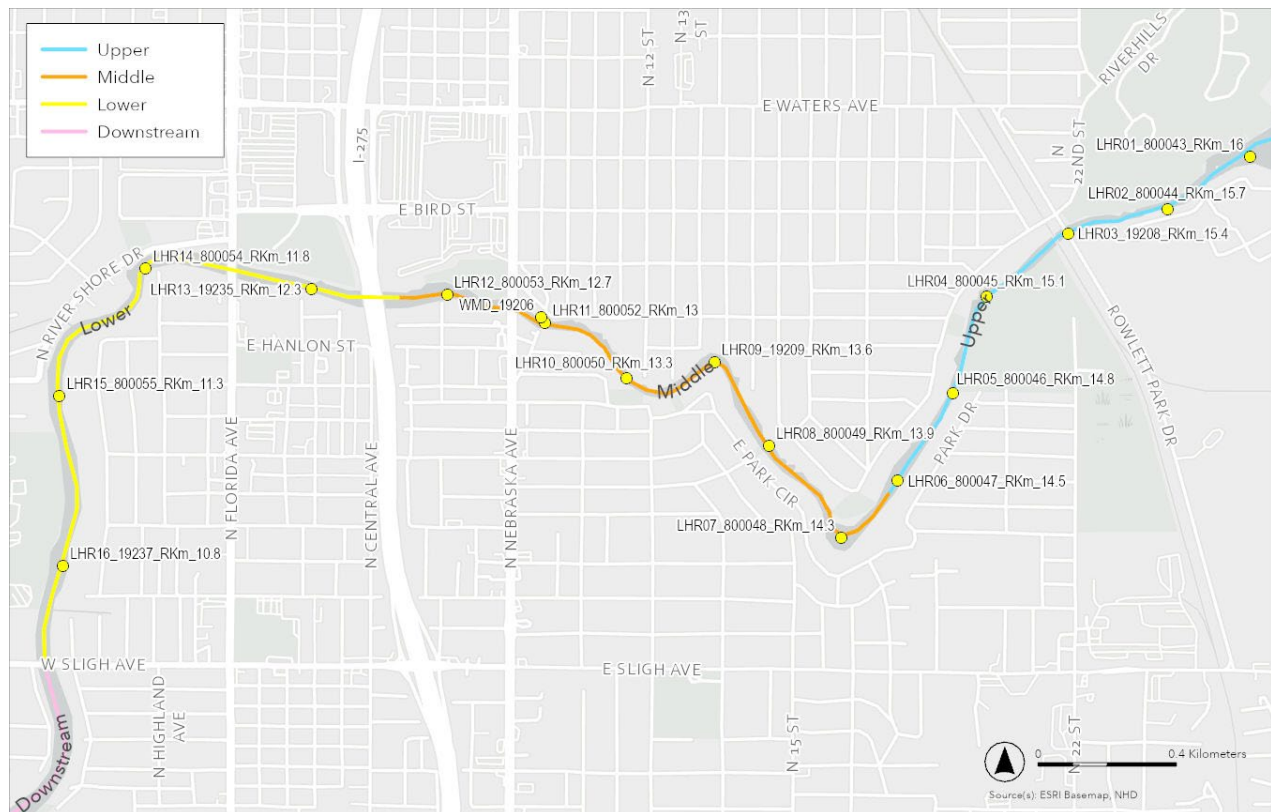 Upper
Middle
Lower
Downstream
N 12 ST
N 13
ST
RIVERHILLS
DR
E WATERS AVE
I-275
N
22ND ST
LHR01_800043_RKm_16
LHR02_800044_RKm_15.7
E BIRD ST
LHR03_19208_RKm_15.4
N RIVER SHORE DR
LHR14_800054_RKm_11.8
LHR13_19235_RKm_12.3
LHR12_800053_RKm_12.7
WMD_19206
LHR11_800052_RKm_13
LHR04_800045_RKm_15.1
Upper
Lower
E HANLON ST
LHR10_800050_RKm_13.3
LHR09_19209_RKm_13.6
Middle
ROWLETT PARK DR
LHR15_800055_RKm_11.3
LHR05_800046_RKm_14.8
PARK DR
LHR08_800049_RKm_13.9
E PARK CIR
LHR06_800047_RKm_14.5
N FLORIDA AVE
N CENTRAL AVE
N NEBRASKA AVE
LHR07_800048_RKm_14.3
LHR16_19237_RKm_10.8
W SLIGH AVE
E SLIGH AVE
N HIGHLAND
AVE
Downstream
N 15 ST
N 22 ST
0
0.4 Kilometers
Source(s): ESRI Basemap, NHD